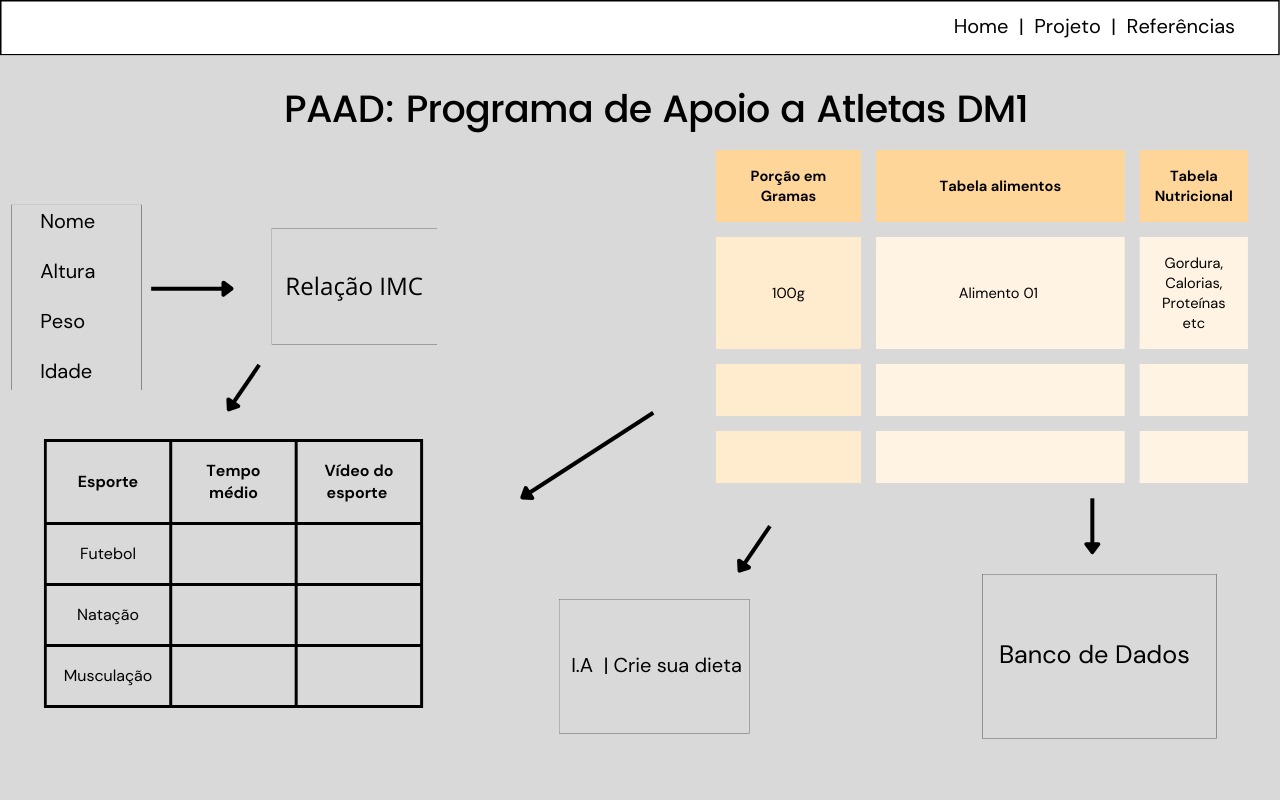 Home | Projeto | Referências
PAAD: Programa de Apoio a Atletas DM1
Nome
Altura
Peso
Idade
Relação IMC
Esporte
Tempo
médio
Vídeo do
esporte
Futebol
Natação
Musculação
Porção em
Gramas
Tabela alimentos
Tabela
Nutricional
100g
Alimento 01
Gordura,
Calorias,
Proteínas
etc
I.A | Crie sua dieta
Banco de Dados